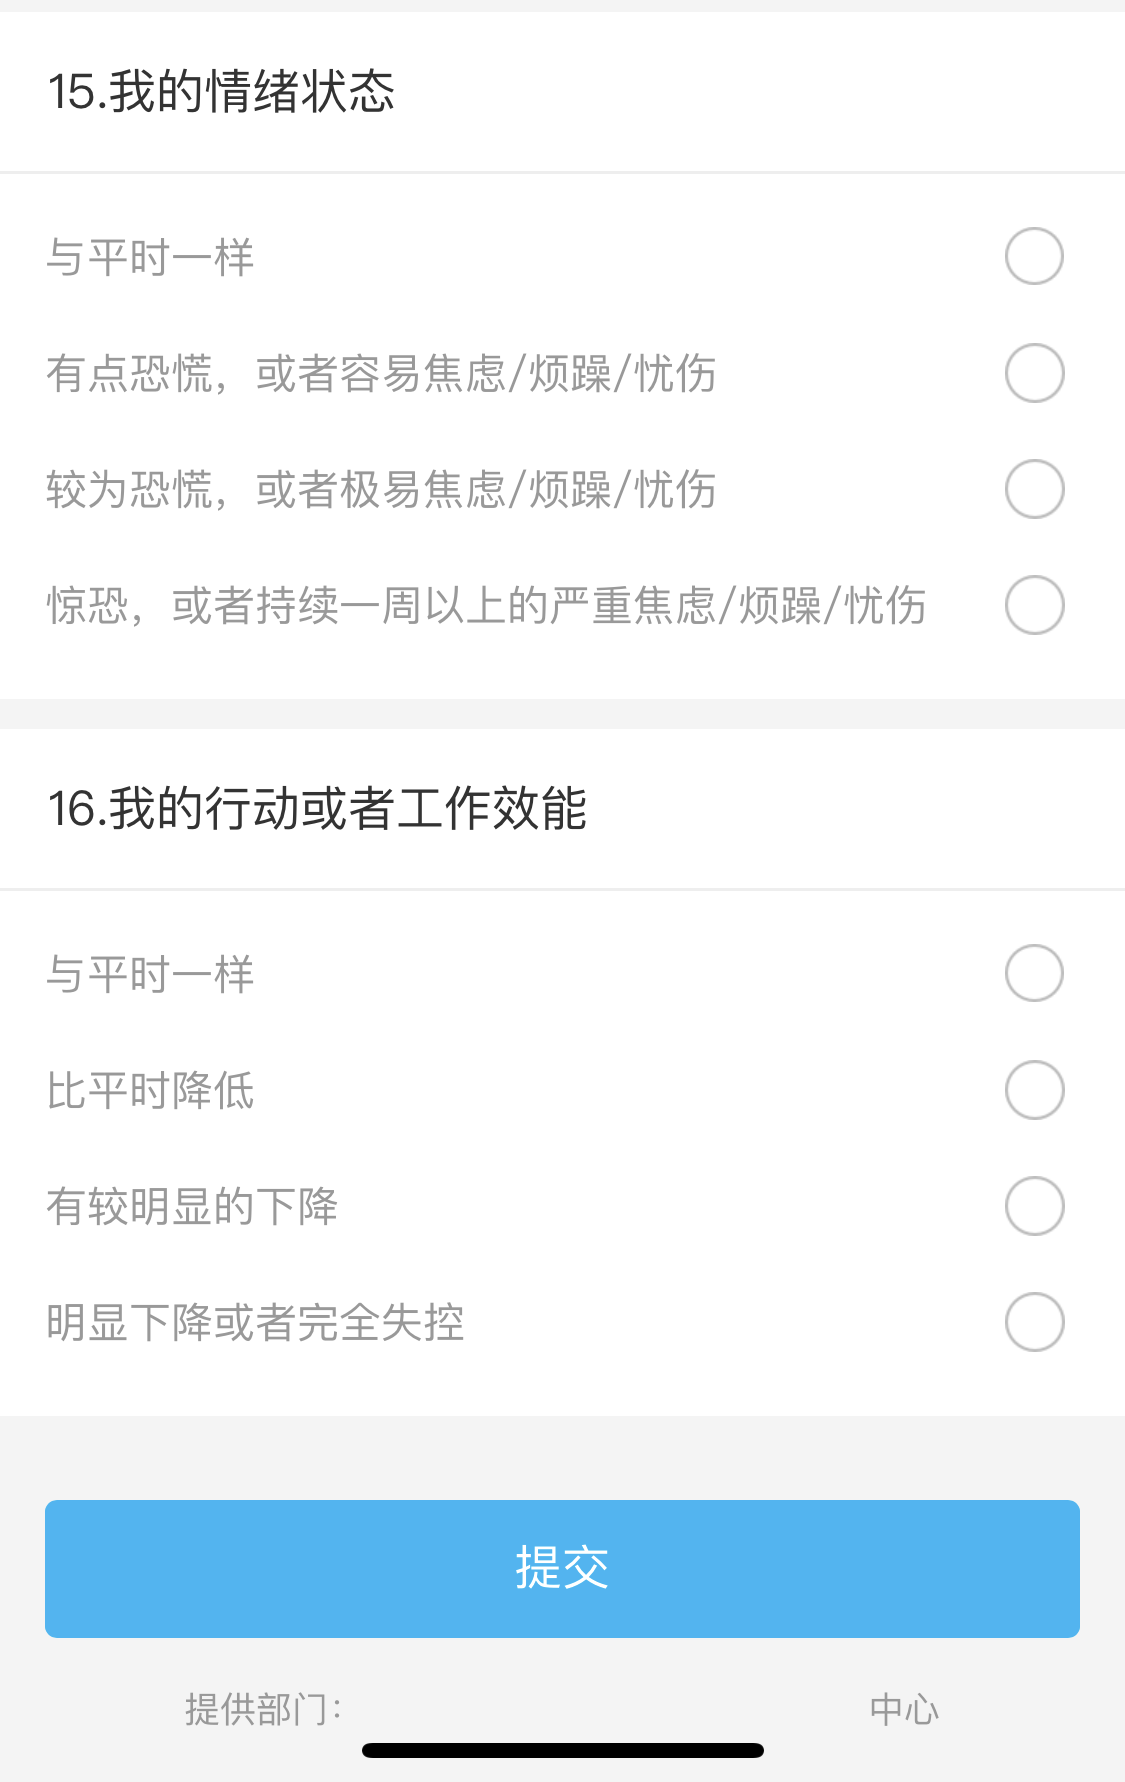 15.我的情绪状态
与平时一样
有点恐慌，或者容易焦虑/烦躁/忧伤
较为恐慌，或者极易焦虑/烦躁/忧伤
惊恐，或者持续一周以上的严重焦虑/烦躁/忧伤
16.我的行动或者工作效能
与平时一样
比平时降低
有较明显的下降
明显下降或者完全失控
提交
提供部门： 中心